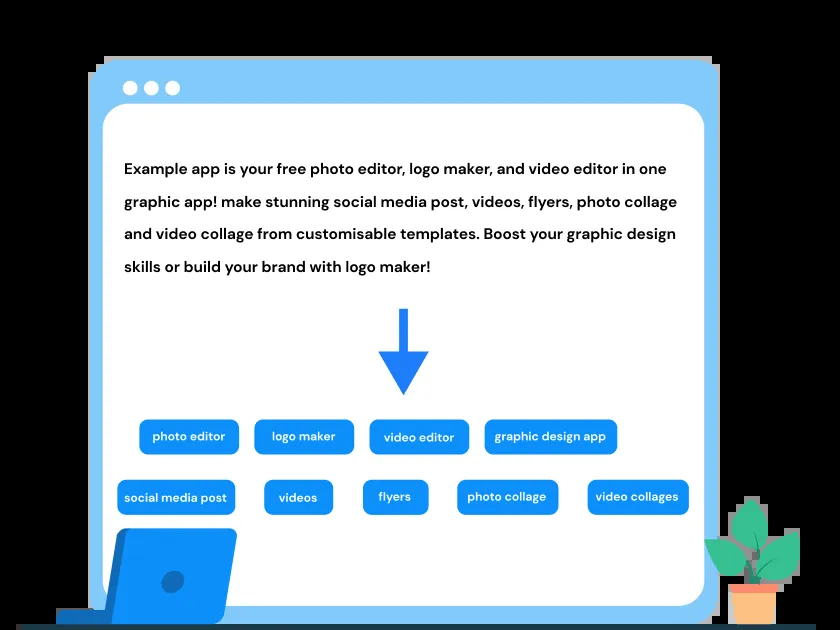 Example app is your free photo editor, logo maker, and video editor in one
graphic app! make stunning social media post, videos, flyers, photo collage
and video collage from customisable templates. Boost your graphic design
skills or build your brand with logo maker!
photo editor logo maker video editor graphic design app
social media post videos flyers photo collage video collages